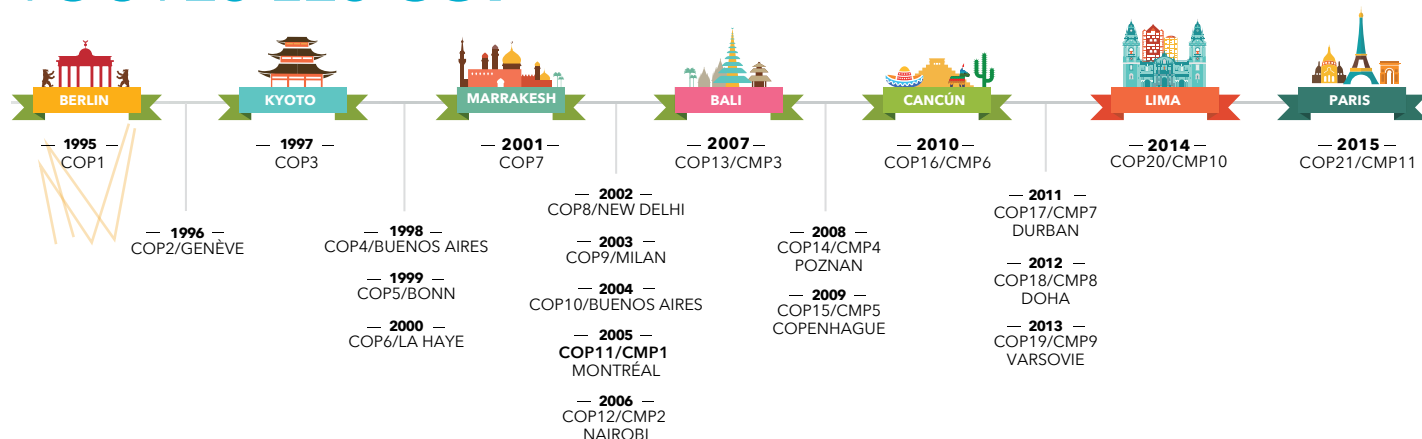 BERLIN
1995
COP1
1996
COP2/GENÈVE
KYOTO
1997
COP3
1998
COP4/BUENOS AIRES
1999
COP5/BONN
2000
COP6/LA HAYE
MARRAKESH
2001
COP7
2002
COP8/NEW DELHI
2003
COP9/MILAN
2004
COP10/BUENOS AIRES
2005
COP11/CMP1
MONTRÉAL
2006
COP12/CMP2
NAIROBI
BALI
2007
COP13/CMP3
2008
COP14/CMP4
POZNAN
2009
COP15/CMP5
COPENHAGUE
CANCÚN
2010
COP16/CMP6
2011
COP17/CMP7
DURBAN
2012
COP18/CMP8
DOHA
2013
COP19/CMP9
VARSOVIE
LIMA
2014
COP20/CMP10
PARIS
2015
COP21/CMP11